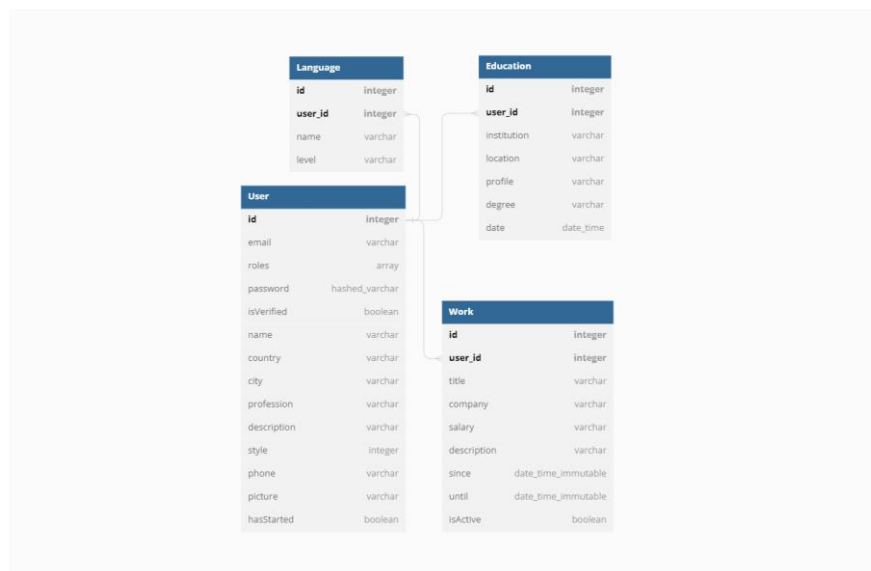 Language
id integer
user_id integer
name varchar
level varchar
Education
id integer
user_id integer
institution varchar
location varchar
profile varchar
degree varchar
date date_time
User
id integer
email varchar
roles array
password hashed_varchar
isVerified boolean
name varchar
country varchar
city varchar
profession varchar
description varchar
style integer
phone varchar
picture varchar
hasStarted boolean
Work
id integer
user_id integer
title varchar
company varchar
salary varchar
description varchar
since date_time_immutable
until date_time_immutable
isActive boolean